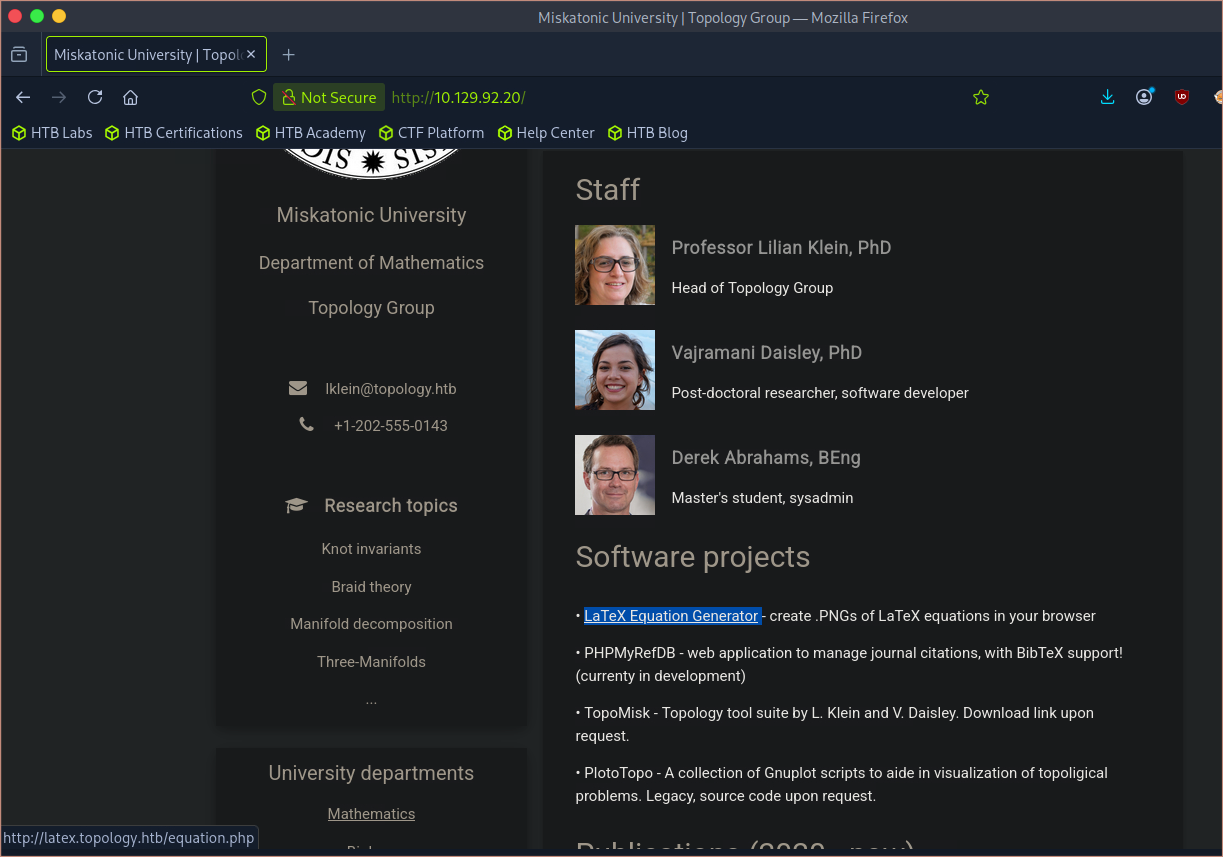 Miskatonic University | Topology Group — Mozilla Firefox
Miskatonic University | Topol
Not Secure http://10.129.92.20/
HTB Labs HTB Certifications HTB Academy CTF Platform Help Center HTB Blog
Miskatonic University
Department of Mathematics
Topology Group
lklein@topology.htb
+1-202-555-0143
Research topics
Knot invariants
Braid theory
Manifold decomposition
Three-Manifolds
...
University departments
Mathematics
Staff
Professor Lilian Klein, PhD
Head of Topology Group
Vajramani Daisley, PhD
Post-doctoral researcher, software developer
Derek Abrahams, BEng
Master's student, sysadmin
Software projects
• LaTeX Equation Generator - create .PNGs of LaTeX equations in your browser
• PHPMyRefDB - web application to manage journal citations, with BibTeX support!
(currenty in development)
• TopoMisk - Topology tool suite by L. Klein and V. Daisley. Download link upon
request.
• PlotoTopo - A collection of Gnuplot scripts to aide in visualization of topoligical
problems. Legacy, source code upon request.
http://latex.topology.htb/equation.php